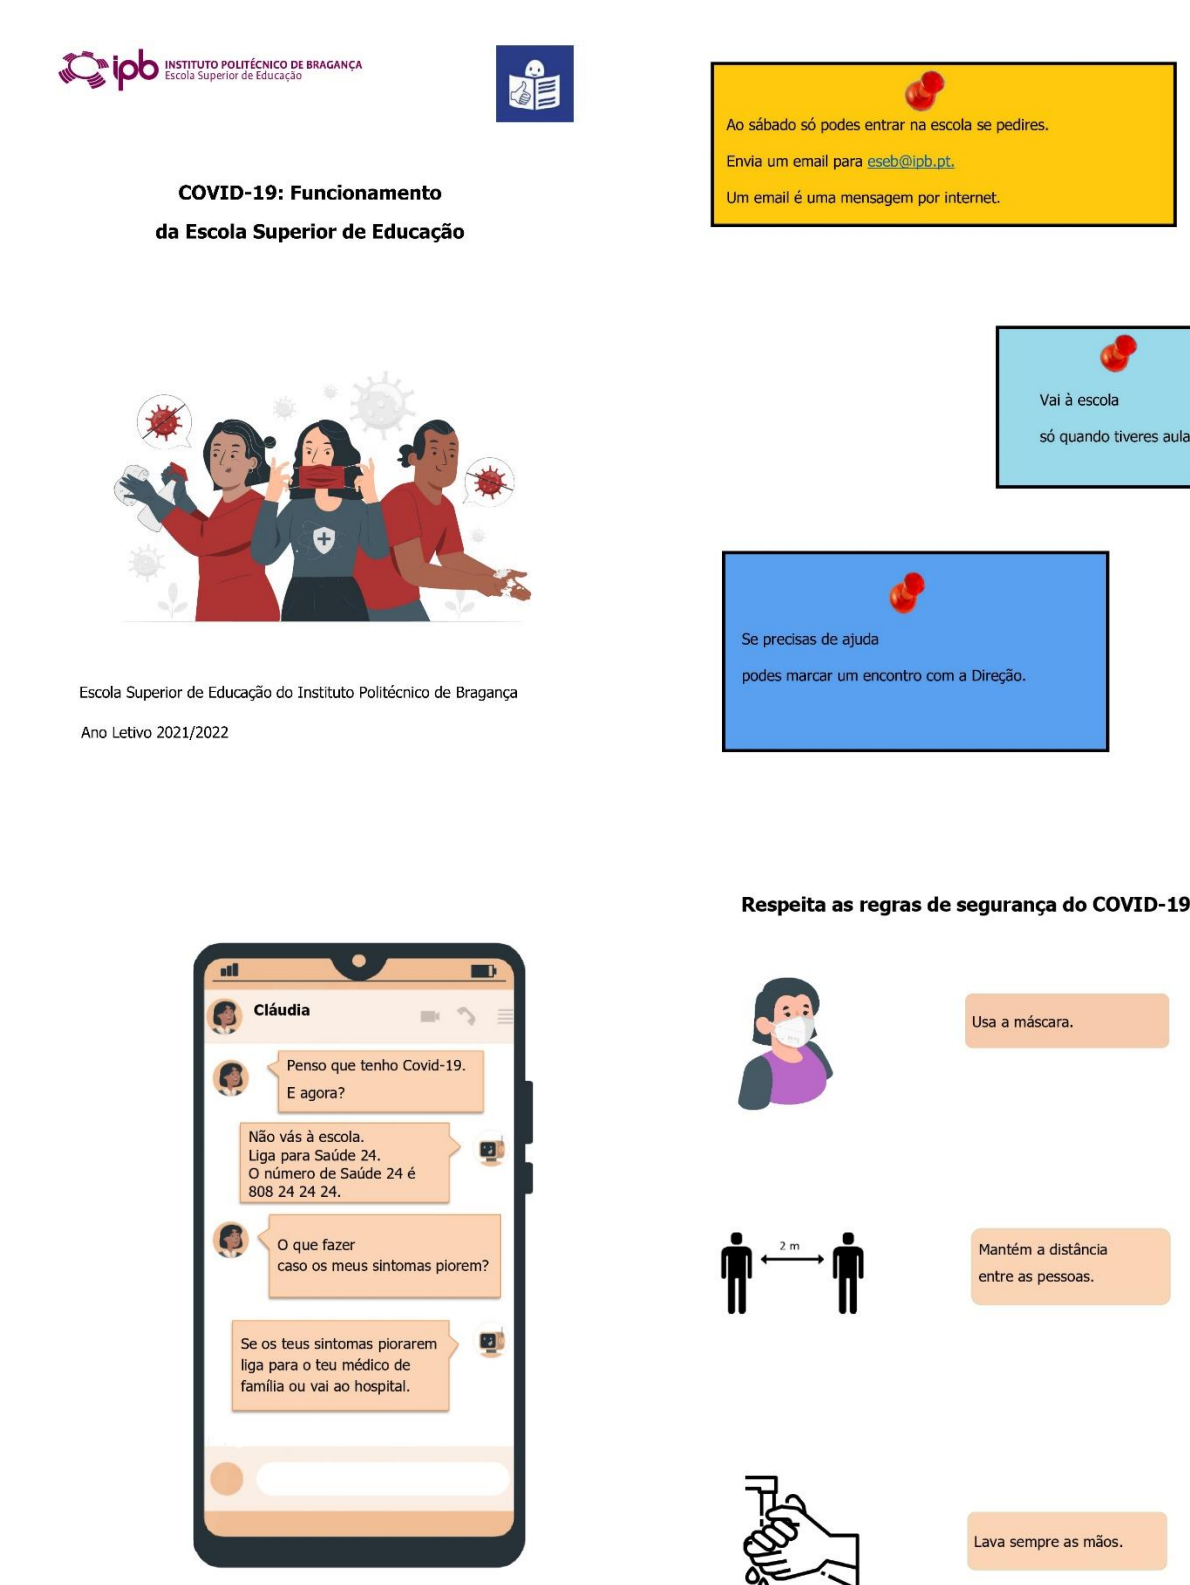 ipb INSTITUTO POLITÉCNICO DE BRAGANÇA
Escola Superior de Educação
COVID-19: Funcionamento
da Escola Superior de Educação
Escola Superior de Educação do Instituto Politécnico de Bragança
Ano Letivo 2021/2022
Ao sábado só podes entrar na escola se pedires.
Envia um email para eseb@ipb.pt.
Um email é uma mensagem por internet.
Vai à escola
só quando tiveres aula
Se precisas de ajuda
podes marcar um encontro com a Direção.
Cláudia
Penso que tenho Covid-19.
E agora?
Não vás à escola.
Liga para Saúde 24.
O número de Saúde 24 é
808 24 24 24.
O que fazer
caso os meus sintomas piorem?
Se os teus sintomas piorarem
liga para o teu médico de
família ou vai ao hospital.
Respeita as regras de segurança do COVID-19
Usa a máscara.
2 m
Mantém a distância
entre as pessoas.
Lava sempre as mãos.